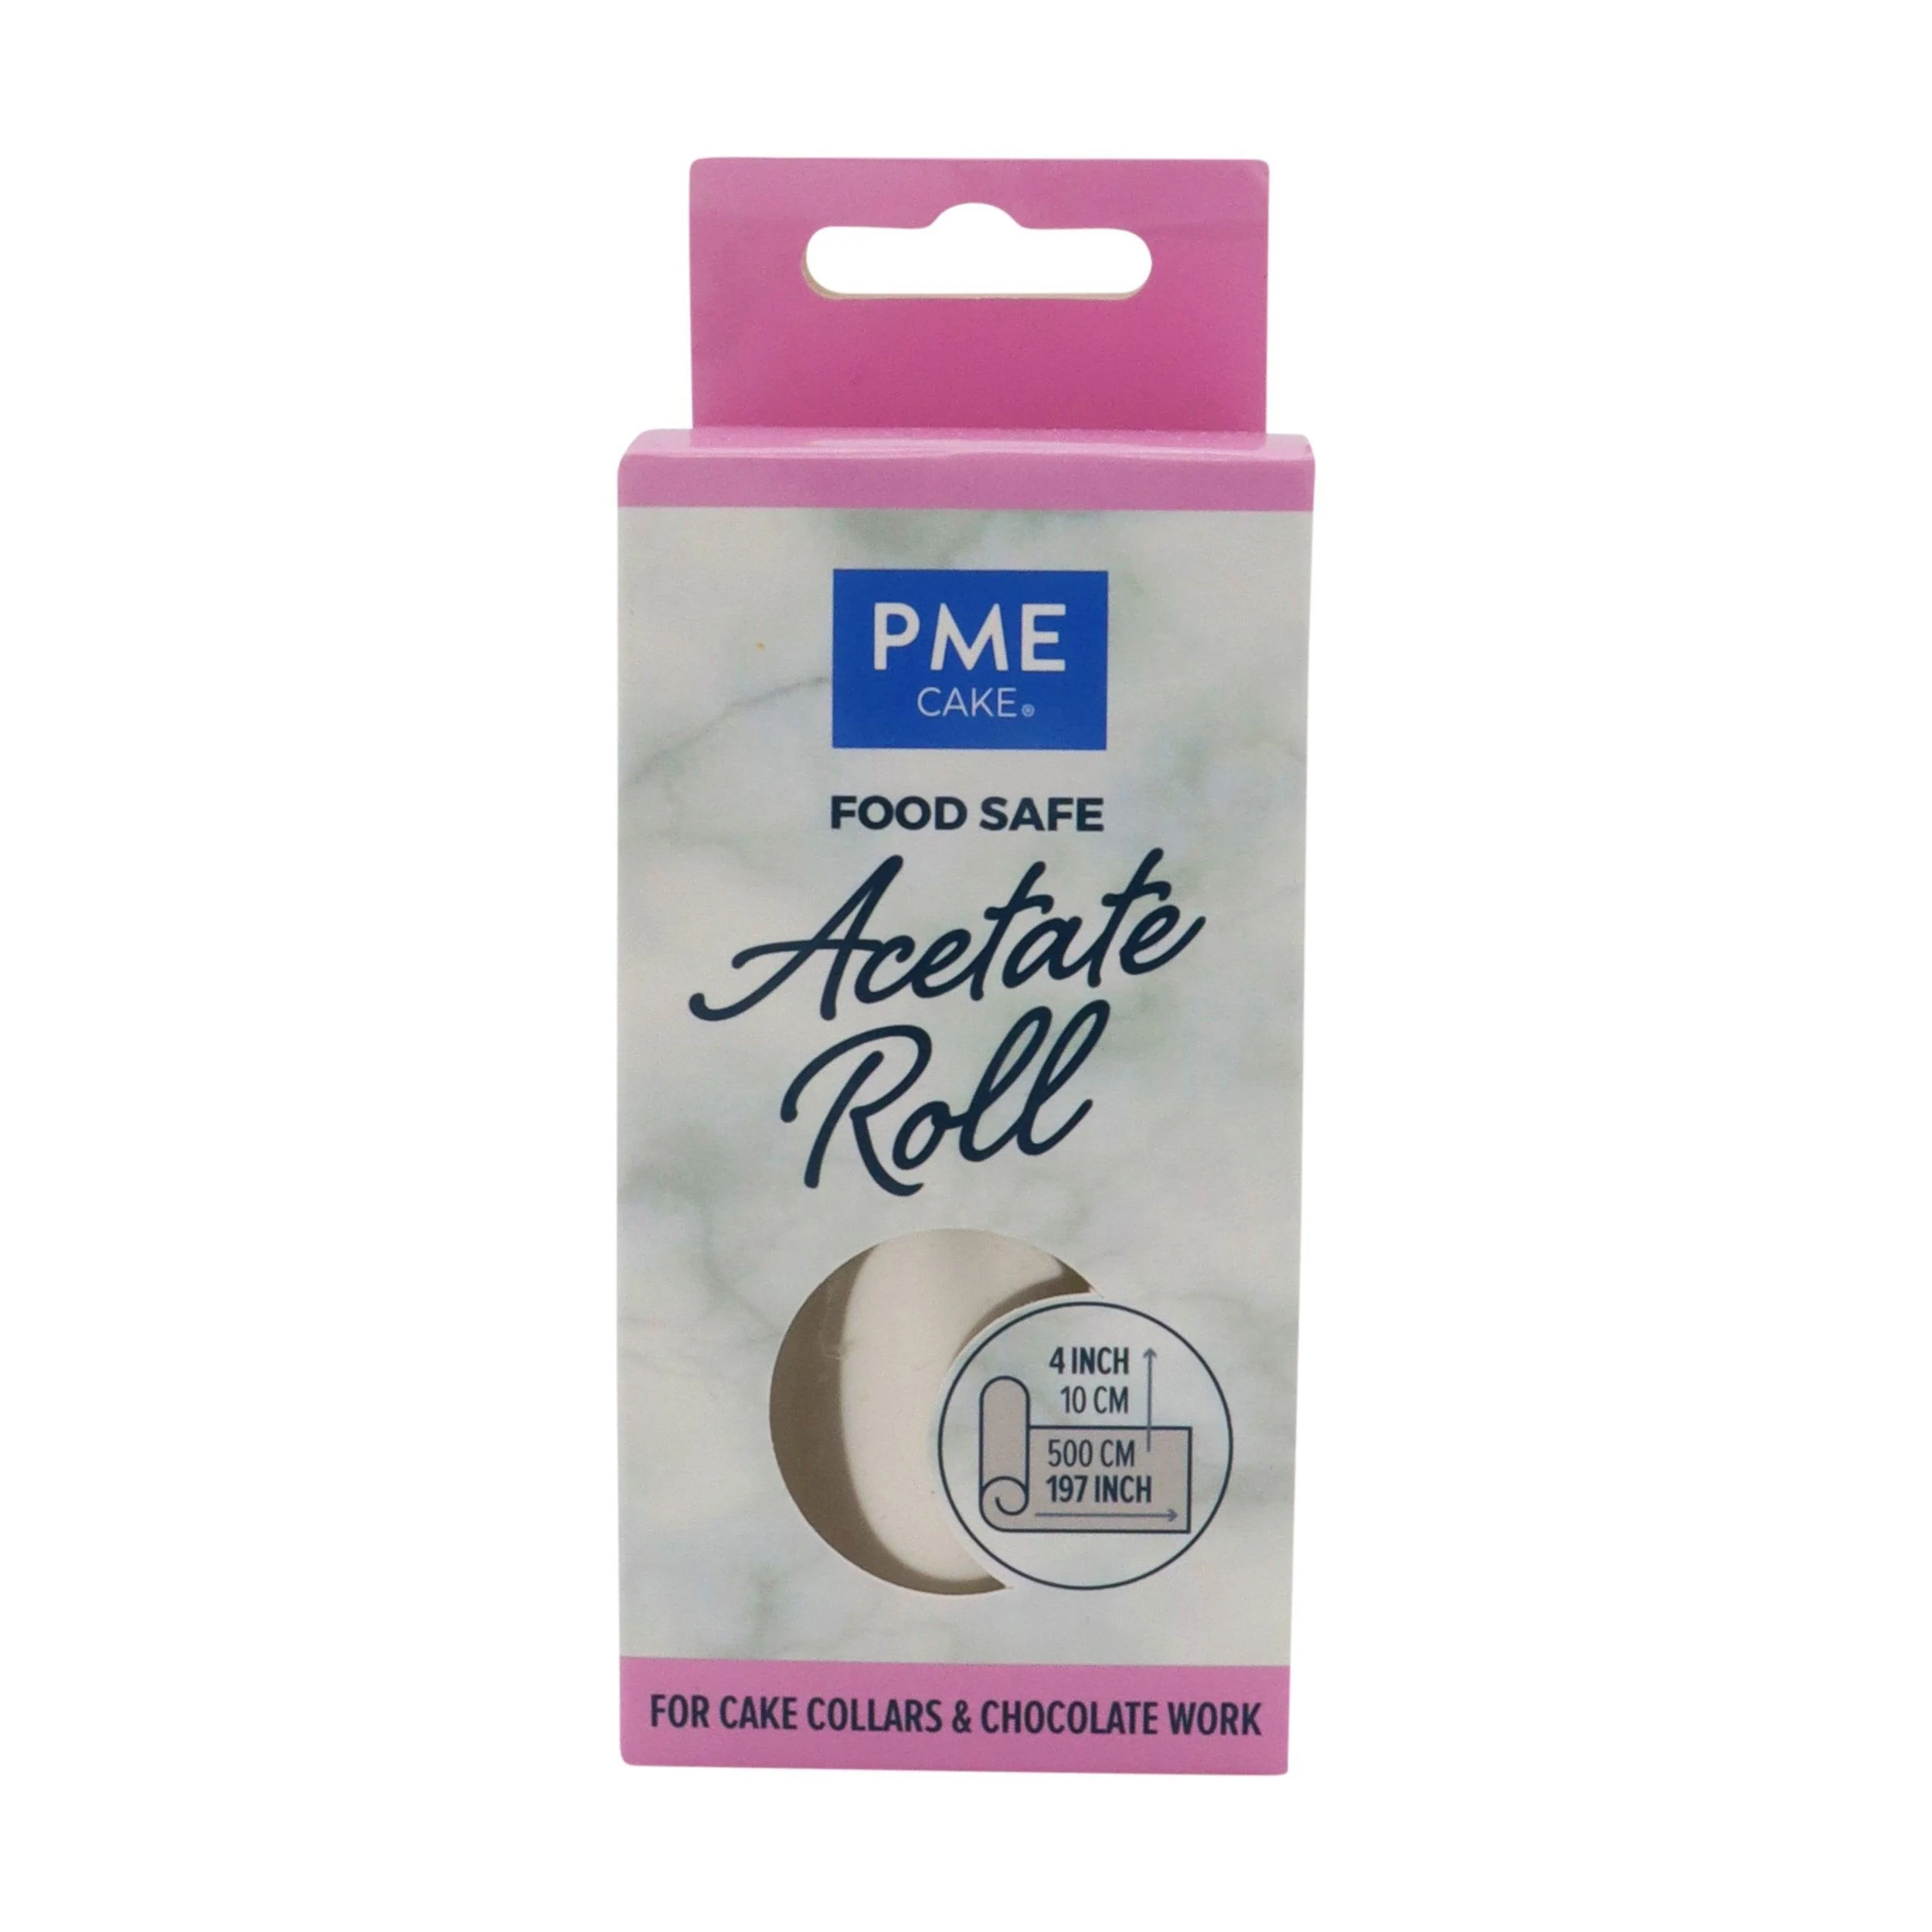 PME
CAKE®
FOOD SAFE
Acetate
Roll
4 INCH
10 CM
500 CM
197 INCH
FOR CAKE COLLARS & CHOCOLATE WORK